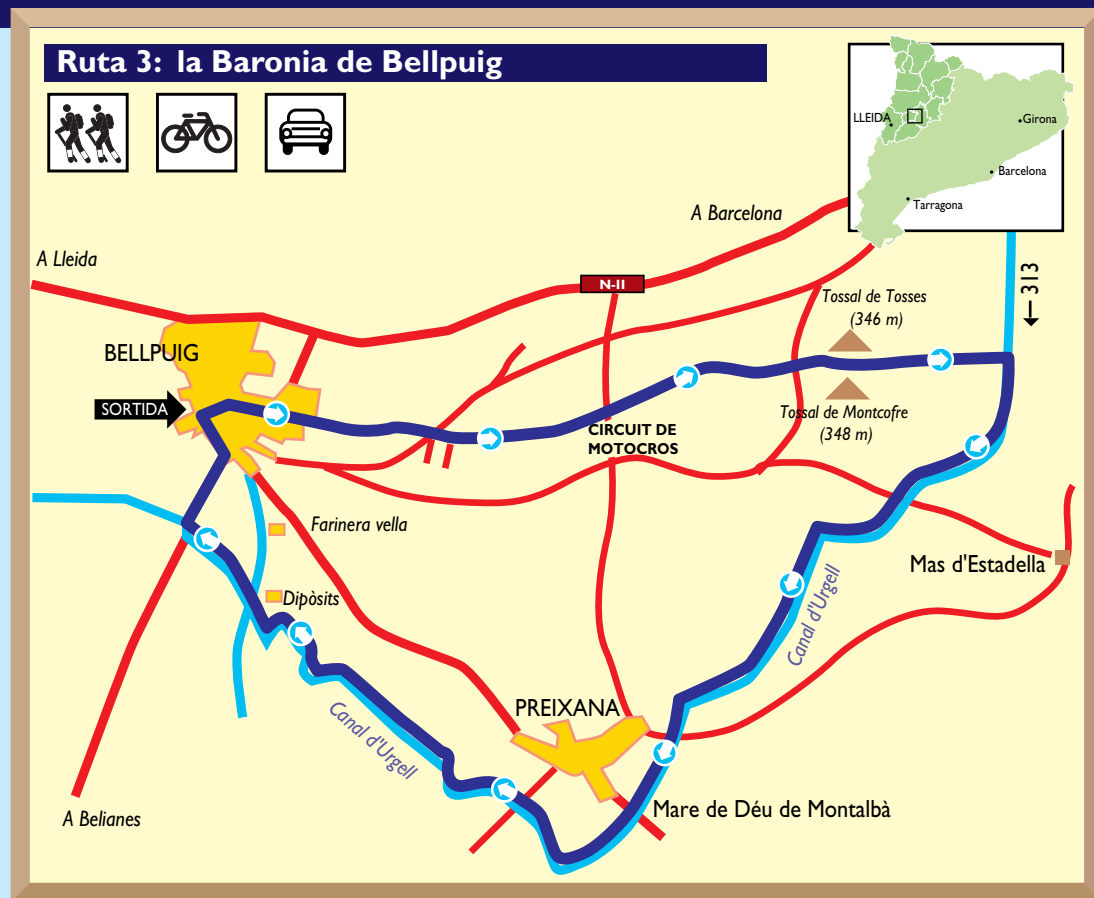 Ruta 3: la Baronia de Bellpuig
LLEIDA
Girona
Barcelona
Tarragona
A Barcelona
A Lleida
313
N-II
Tossal de Tosses
(346 m)
BELLPUIG
SORTIDA
Tossal de Montcofre
(348 m)
CIRCUIT DE
MOTOCROS
Farinera vella
Mas d'Estadella
Dipòsits
Canal d'Urgell
PREIXANA
Canal d'Urgell
Mare de Déu de Montalbà
A Belianes